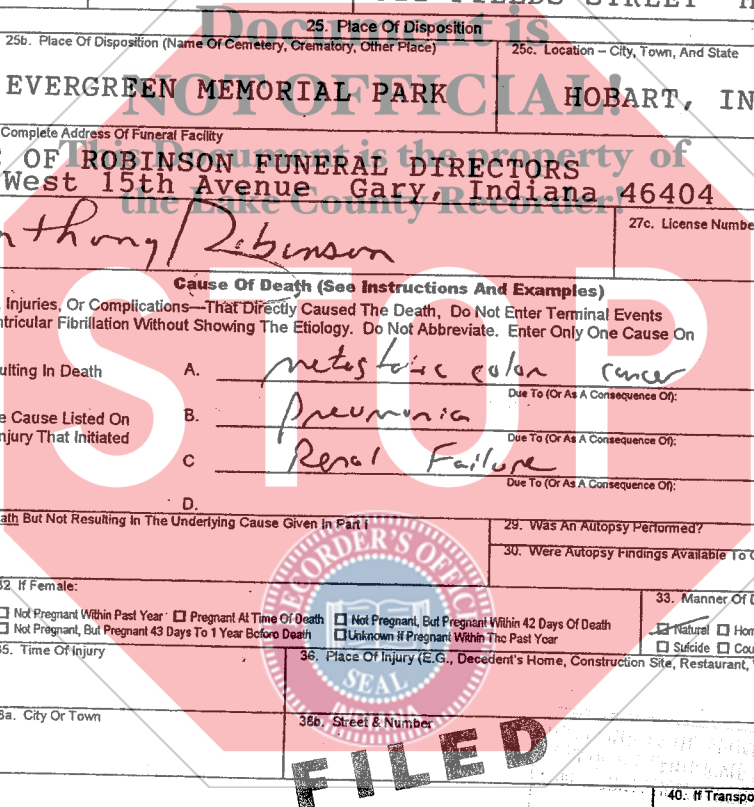 Document is
25. Place Of Disposition
25b. Place Of Disposition (Name Of Cemetery, Crematory, Other Place)
25c. Location – City, Town, And State
NOT OFFICIAL!
EVERGREEN MEMORIAL PARK
HOBART, IN
Complete Address Of Funeral Facility
This Document is the property of
OF ROBINSON FUNERAL DIRECTORS
West 15th Avenue Gary, Indiana 46404
the Lake County Recorder!
27c. License Numbe
nthony Robinson
STOP
Cause Of Death (See Instructions And Examples)
, Injuries, Or Complications—That Directly Caused The Death, Do Not Enter Terminal Events
ntricular Fibrillation Without Showing The Etiology. Do Not Abbreviate. Enter Only One Cause On
ulting In Death
A. metastatic colon cancer
Due To (Or As A Consequence Of):
e Cause Listed On
B. Pneumonia
njury That Initiated
Due To (Or As A Consequence Of):
C Renal Failure
Due To (Or As A Consequence Of):
D.
ath But Not Resulting In The Underlying Cause Given In Part I
29. Was An Autopsy Performed?
30. Were Autopsy Findings Available To C
RECORDER'S OFFICE
SEAL
INDIANA
32 If Female:
33. Manner Of D
Not Pregnant Within Past Year Pregnant At Time Of Death Not Pregnant, But Pregnant Within 42 Days Of Death
Natural Hom
Not Pregnant, But Pregnant 43 Days To 1 Year Before Death Unknown If Pregnant Within The Past Year
Suicide Cou
35. Time Of Injury
36. Place Of Injury (E.G., Decedent's Home, Construction Site, Restaurant,
8a. City Or Town
38b. Street & Number
FILED
40. If Transpo